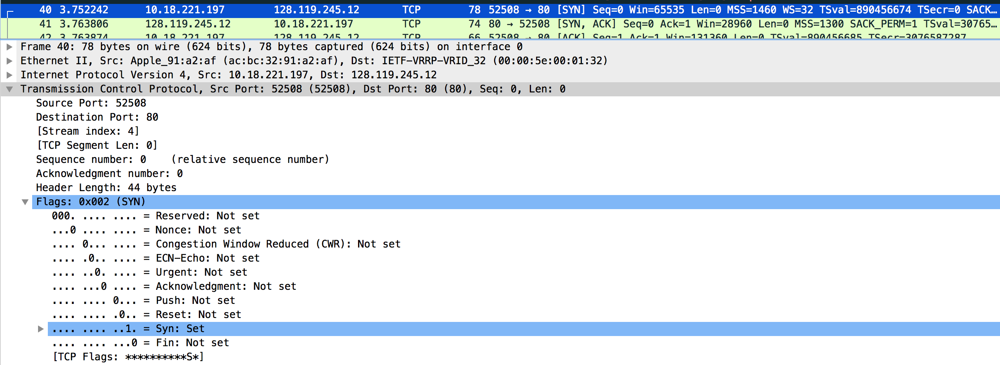 40 3.752242 10.18.221.197 128.119.245.12 TCP 78 52508 → 80 [SYN] Seq=0 Win=65535 Len=0 MSS=1460 WS=32 TSval=890456674 TSecr=0 SACK…
41 3.763806 128.119.245.12 10.18.221.197 TCP 74 80 → 52508 [SYN, ACK] Seq=0 Ack=1 Win=28960 Len=0 MSS=1300 SACK_PERM=1 TSval=30765…
42 3.763874 10.18.221.197 128.119.245.12 TCP 66 52508 → 80 [ACK] Seq=1 Ack=1 Win=131360 Len=0 TSval=890456685 TSecr=3076587287
Frame 40: 78 bytes on wire (624 bits), 78 bytes captured (624 bits) on interface 0
Ethernet II, Src: Apple_91:a2:af (ac:bc:32:91:a2:af), Dst: IETF-VRRP-VRID_32 (00:00:5e:00:01:32)
Internet Protocol Version 4, Src: 10.18.221.197, Dst: 128.119.245.12
Transmission Control Protocol, Src Port: 52508 (52508), Dst Port: 80 (80), Seq: 0, Len: 0
Source Port: 52508
Destination Port: 80
[Stream index: 4]
[TCP Segment Len: 0]
Sequence number: 0    (relative sequence number)
Acknowledgment number: 0
Header Length: 44 bytes
Flags: 0x002 (SYN)
000. .... .... = Reserved: Not set
...0 .... .... = Nonce: Not set
.... 0... .... = Congestion Window Reduced (CWR): Not set
.... .0.. .... = ECN-Echo: Not set
.... ..0. .... = Urgent: Not set
.... ...0 .... = Acknowledgment: Not set
.... .... 0... = Push: Not set
.... .... .0.. = Reset: Not set
.... .... ..1. = Syn: Set
.... .... ...0 = Fin: Not set
[TCP Flags: **********S*]